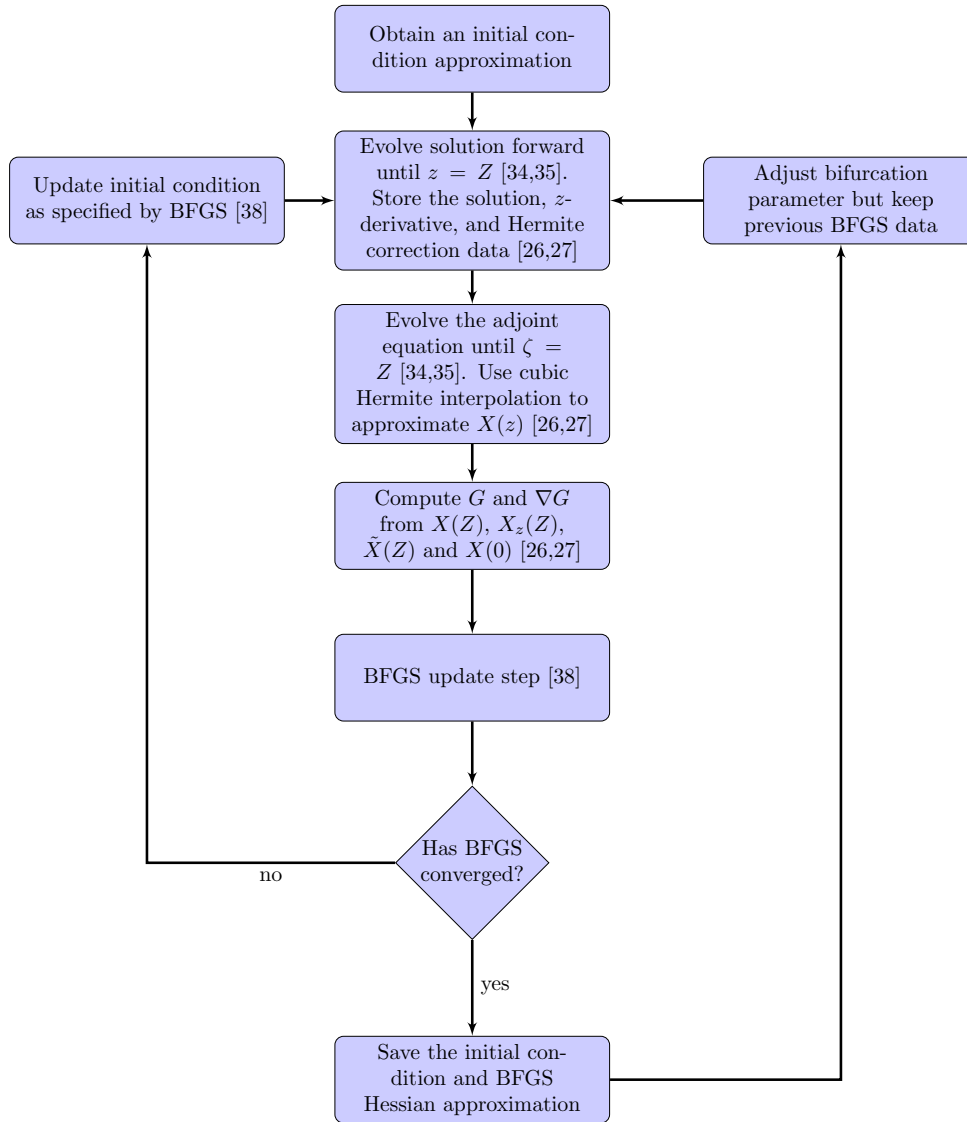 Obtain an initial con-
dition approximation
Evolve solution forward
until z = Z [34,35].
Store the solution, z-
derivative, and Hermite
correction data [26,27]
Update initial condition
as specified by BFGS [38]
Adjust bifurcation
parameter but keep
previous BFGS data
Evolve the adjoint
equation until ζ =
Z [34,35]. Use cubic
Hermite interpolation to
approximate X(z) [26,27]
Compute G and ∇G
from X(Z), X_z(Z),
X̃(Z) and X(0) [26,27]
BFGS update step [38]
Has BFGS
converged?
no
yes
Save the initial con-
dition and BFGS
Hessian approximation